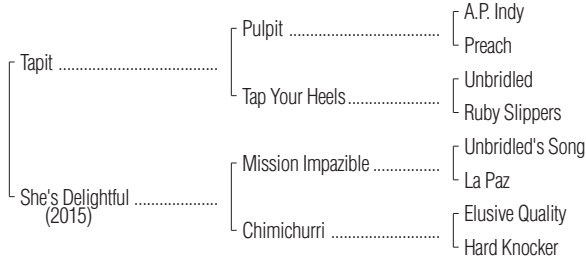 A.P. Indy
Pulpit
Preach
Tapit
Unbridled
Tap Your Heels
Ruby Slippers
Unbridled's Song
Mission Impazible
La Paz
She's Delightful
(2015)
Elusive Quality
Chimichurri
Hard Knocker